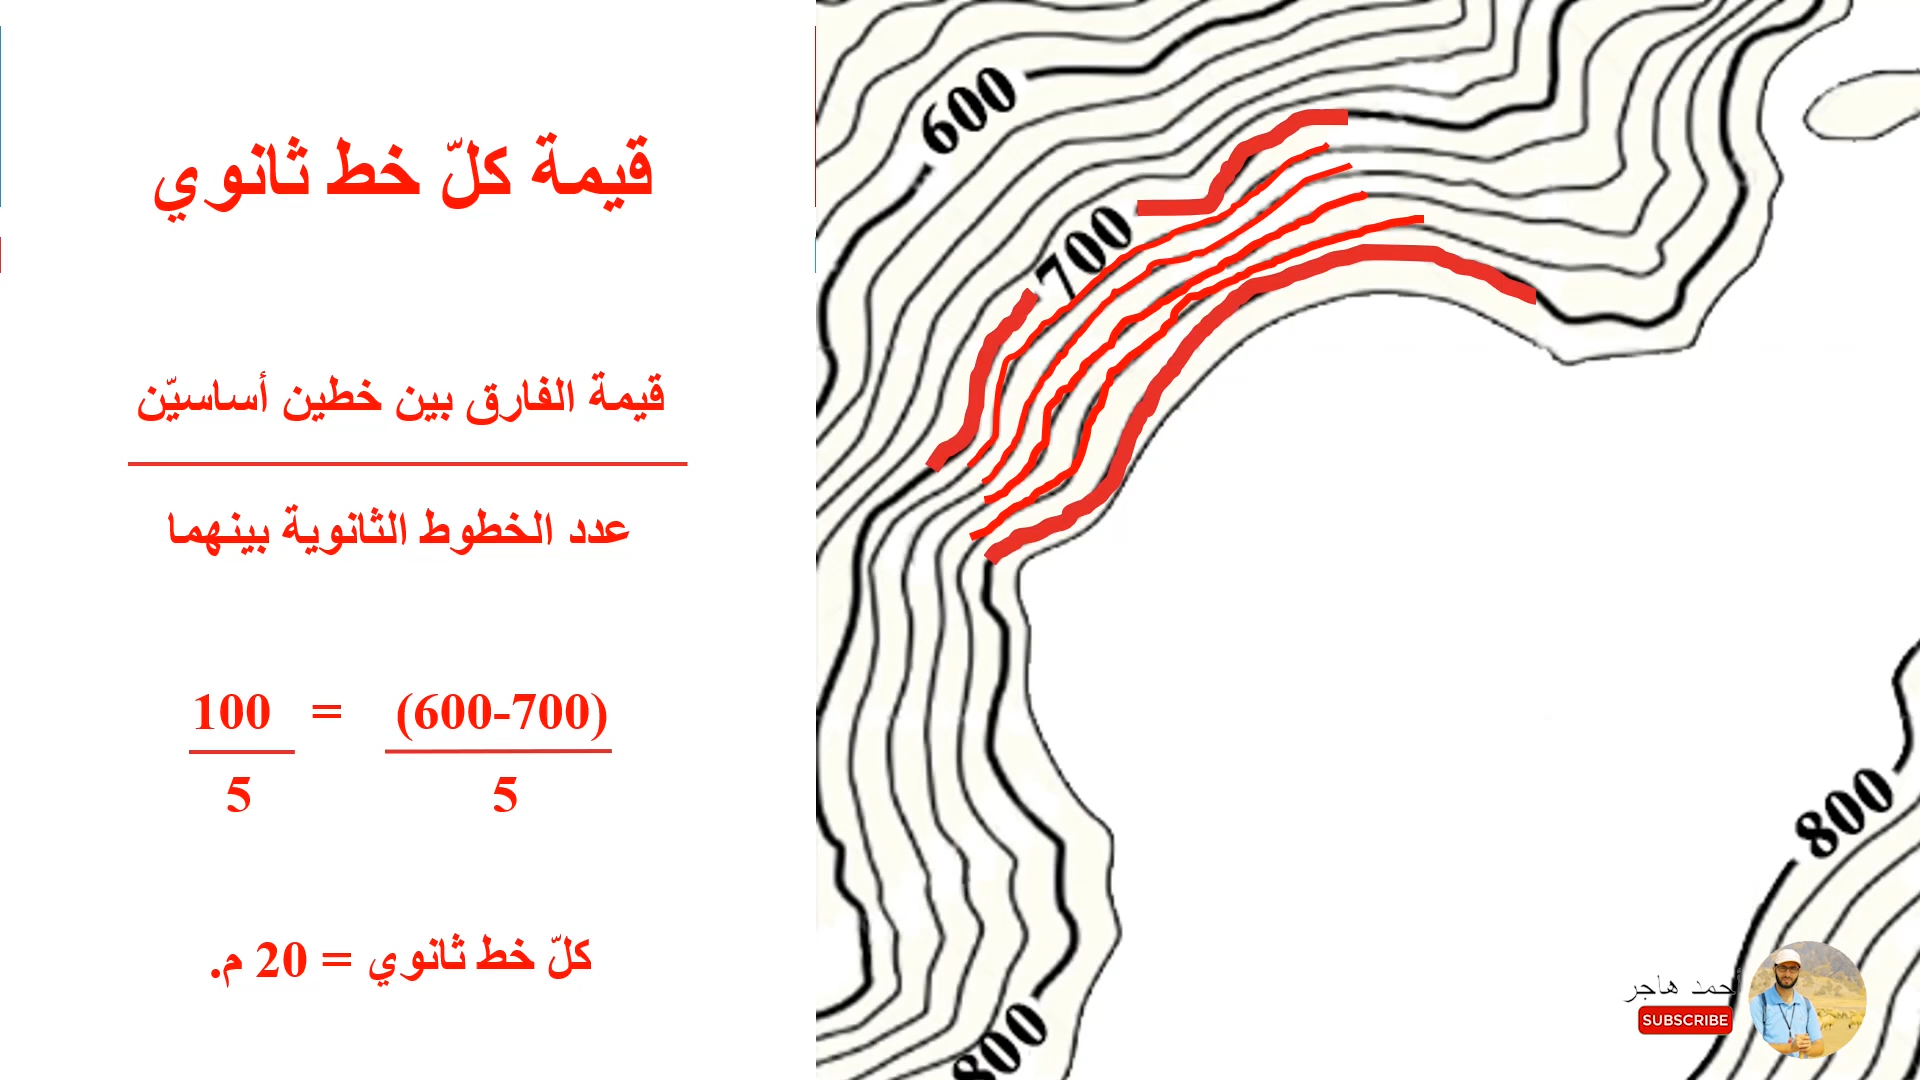 قيمة كلّ خط ثانوي
قيمة الفارق بين خطين أساسيّن
عدد الخطوط الثانوية بينهما
100 = (600-700)
5 5
كلّ خط ثانوي = 20 م.
600
700
800
800
أحمد هاجر
SUBSCRIBE